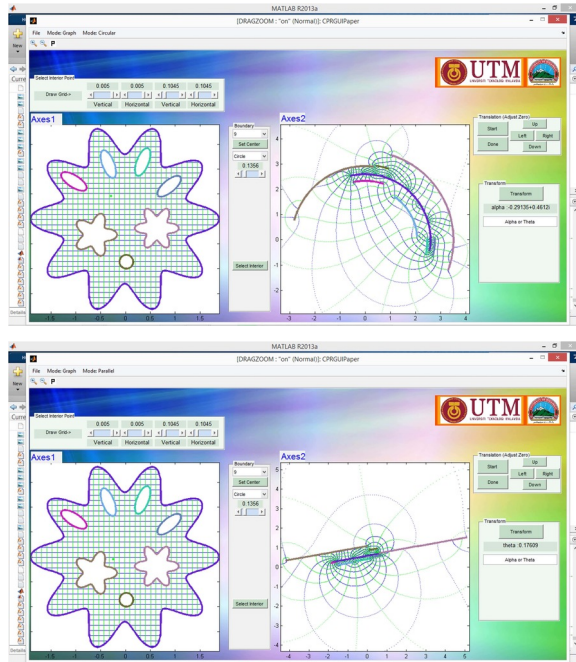 MATLAB R2013a
[DRAGZOOM : "on" (Normal)]: CPRGUIPaper
File Mode: Graph Mode: Circular
P
New
Curre
Select Interior Point
Draw Grid->
0.005 0.005 0.1045 0.1045
Vertical Horizontal Vertical Horizontal
UTM
UNIVERSITI TEKNOLOGI MALAYSIA
Axes1
Boundary
9
Set Center
Circle
0.1356
Select Interior
Axes2
Translation (Adjust Zero)
Start Up
Left Right
Done Down
Transform
Transform
alpha :-0.29135+0.4612i
Alpha or Theta
Details
-1.5 -1 -0.5 0 0.5 1 1.5
5
4
3
2
1
0
-1
-2
-3
-4
-4 -3 -2 -1 0 1 2 3 4
MATLAB R2013a
[DRAGZOOM : "on" (Normal)]: CPRGUIPaper
File Mode: Graph Mode: Parallel
P
New
Curre
Select Interior Point
Draw Grid->
0.005 0.005 0.1045 0.1045
Vertical Horizontal Vertical Horizontal
UTM
UNIVERSITI TEKNOLOGI MALAYSIA
Axes1
Boundary
9
Set Center
Circle
0.1356
Select Interior
Axes2
Translation (Adjust Zero)
Start Up
Left Right
Done Down
Transform
Transform
theta :0.17609
Alpha or Theta
Details
-1.5 -1 -0.5 0 0.5 1 1.5
5
4
3
2
1
0
-1
-2
-3
-4
-4 -3 -2 -1 0 1 2 3 4 5